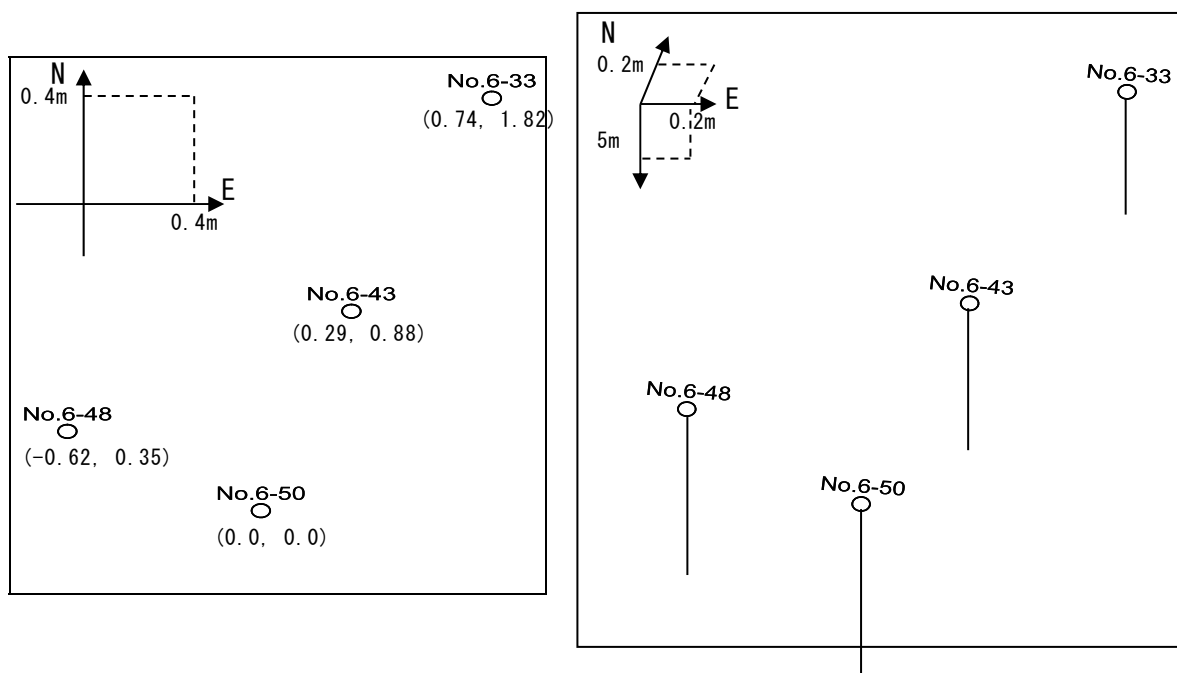 N
0.4m
E
0.4m
No.6-33
(0.74, 1.82)
No.6-43
(0.29, 0.88)
No.6-48
(-0.62, 0.35)
No.6-50
(0.0, 0.0)
N
0.2m
E
0.2m
5m
No.6-33
No.6-43
No.6-48
No.6-50